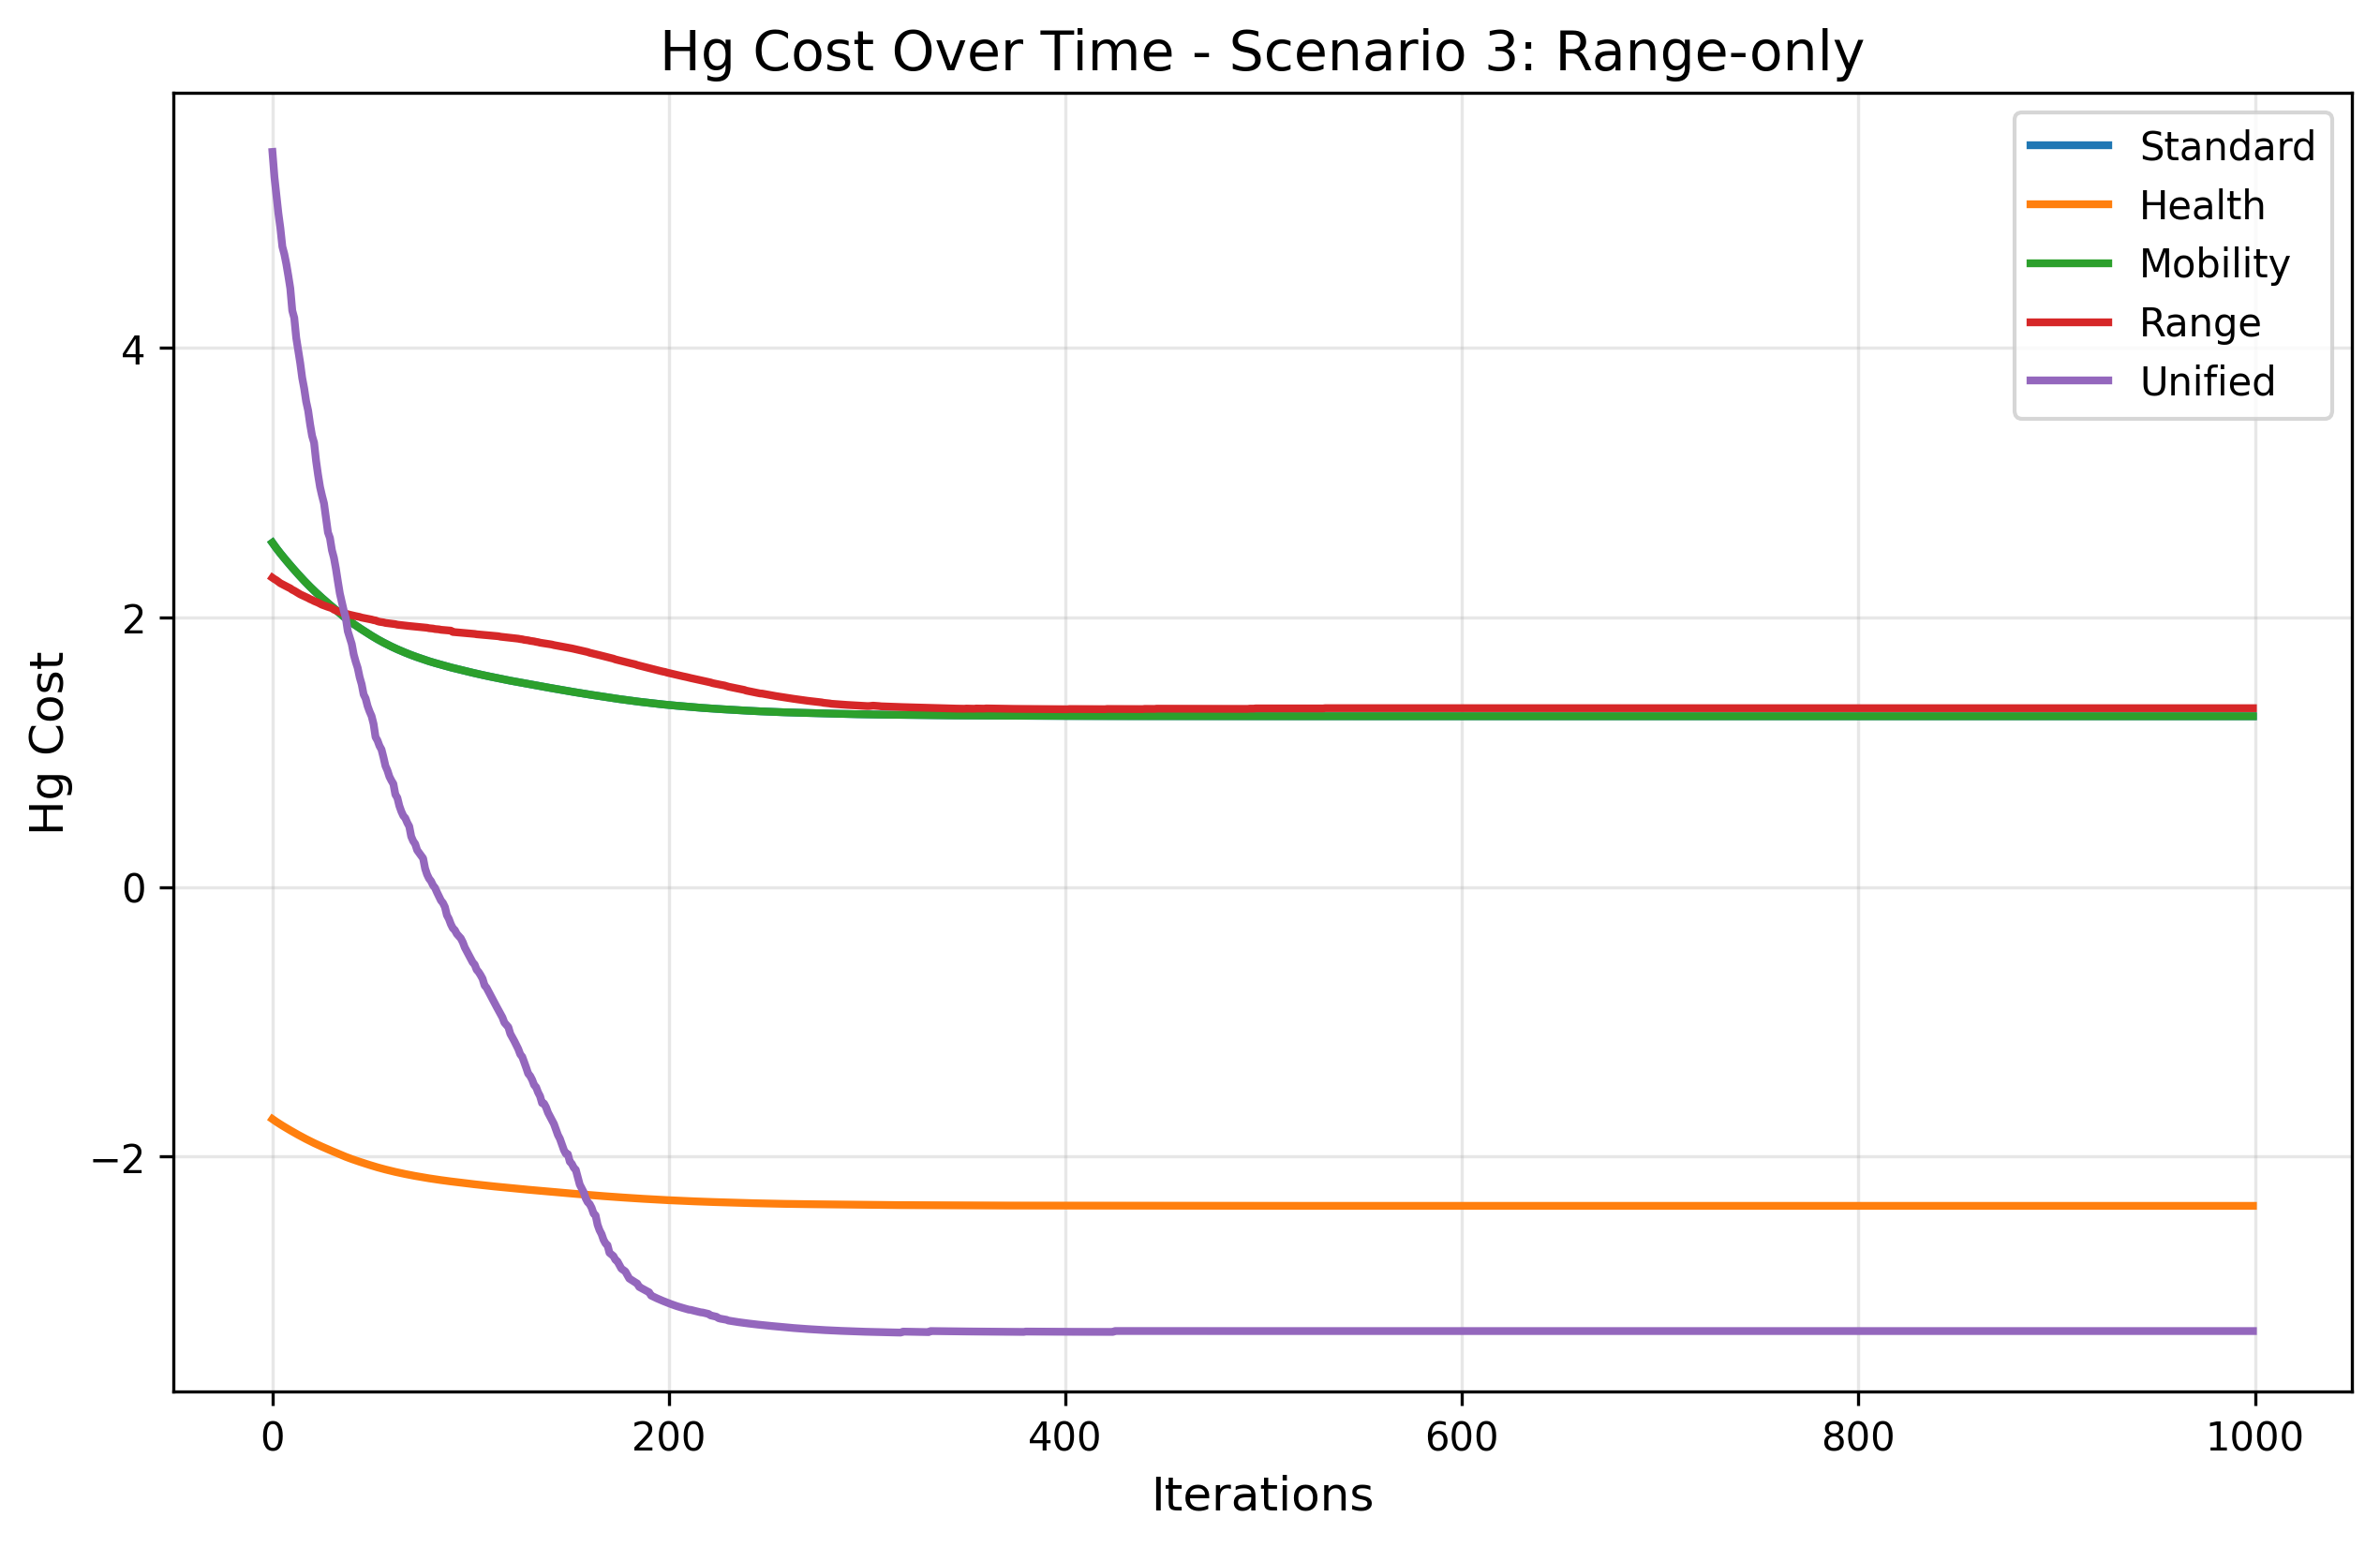 Hg Cost Over Time - Scenario 3: Range-only
Standard
Health
Mobility
Range
Unified
4
2
0
−2
Hg Cost
0 200 400 600 800 1000
Iterations